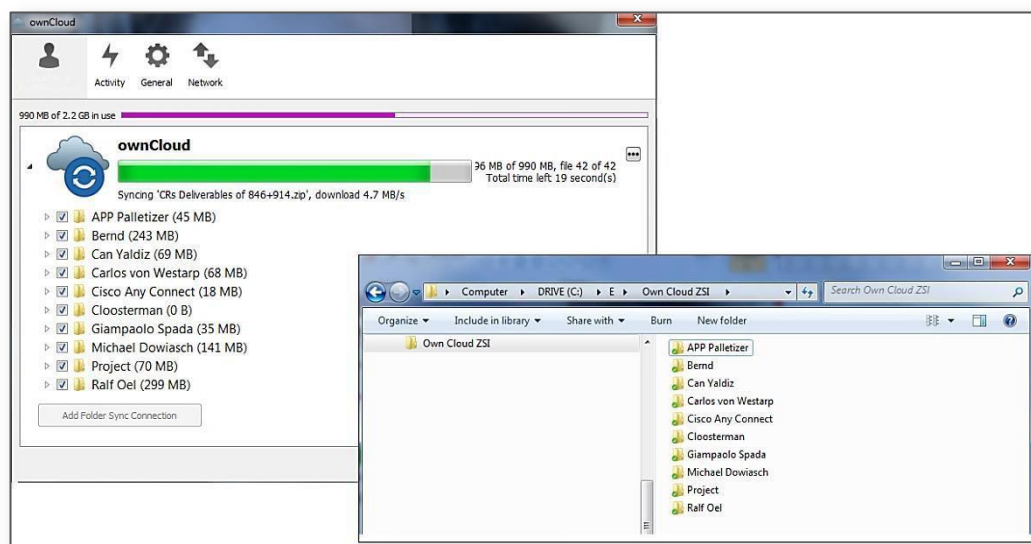 ownCloud
Activity
General
Network
990 MB of 2.2 GB in use
ownCloud
96 MB of 990 MB, file 42 of 42
Total time left 19 second(s)
Syncing 'CRs Deliverables of 846+914.zip', download 4.7 MB/s
APP Palletizer (45 MB)
Bernd (243 MB)
Can Yaldiz (69 MB)
Carlos von Westarp (68 MB)
Cisco Any Connect (18 MB)
Cloosterman (0 B)
Giampaolo Spada (35 MB)
Michael Dowiasch (141 MB)
Project (70 MB)
Ralf Oel (299 MB)
Add Folder Sync Connection
Computer DRIVE (C:) E Own Cloud ZSI
Search Own Cloud ZSI
Organize Include in library Share with Burn New folder
Own Cloud ZSI
APP Palletizer
Bernd
Can Yaldiz
Carlos von Westarp
Cisco Any Connect
Cloosterman
Giampaolo Spada
Michael Dowiasch
Project
Ralf Oel